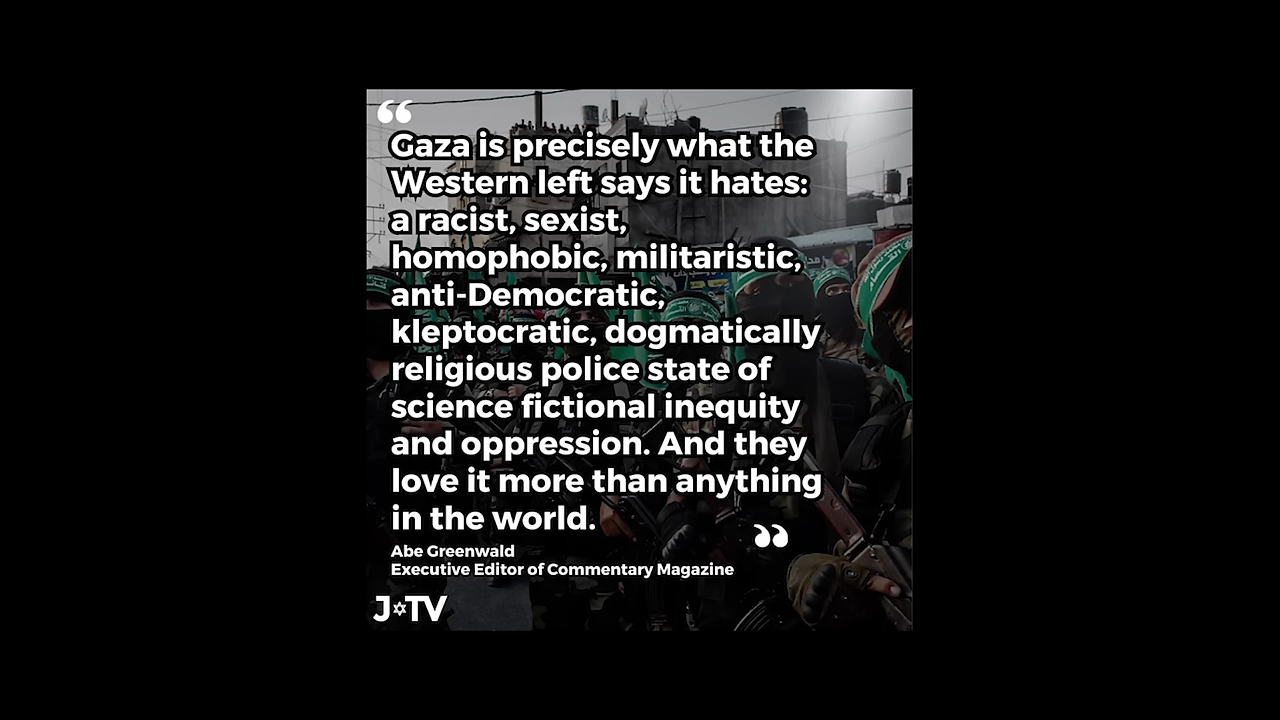 “
Gaza is precisely what the
Western left says it hates:
a racist, sexist,
homophobic, militaristic,
anti-Democratic,
kleptocratic, dogmatically
religious police state of
science fictional inequity
and oppression. And they
love it more than anything
in the world.
”
Abe Greenwald
Executive Editor of Commentary Magazine
J✡TV